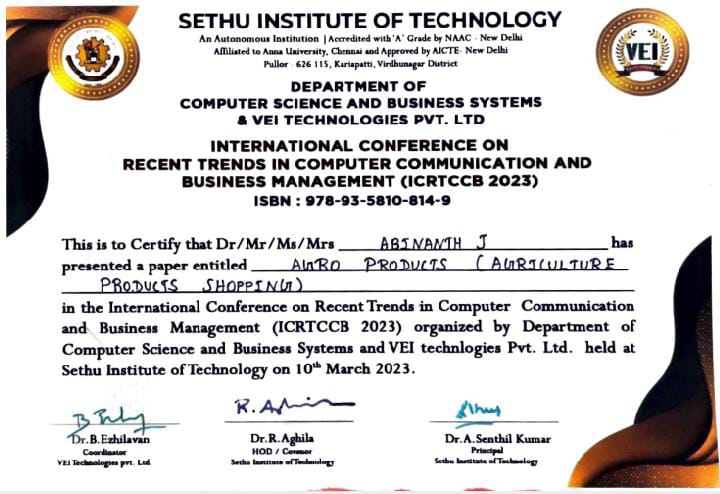 SETHU INSTITUTE OF TECHNOLOGY
An Autonomous Institution | Accredited with 'A' Grade by NAAC - New Delhi
Affiliated to Anna University, Chennai and Approved by AICTE- New Delhi
Pullor - 626 115, Kariapatti, Virdhunagar District
VEI
DEPARTMENT OF
COMPUTER SCIENCE AND BUSINESS SYSTEMS
& VEI TECHNOLOGIES PVT. LTD
INTERNATIONAL CONFERENCE ON
RECENT TRENDS IN COMPUTER COMMUNICATION AND
BUSINESS MANAGEMENT (ICRTCCB 2023)
ISBN : 978-93-5810-814-9
This is to Certify that Dr/Mr/Ms/Mrs ABINANTH J has
presented a paper entitled AGRO PRODUCTS (AGRICULTURE
PRODUCTS SHOPPING)
in the International Conference on Recent Trends in Computer Communication
and Business Management (ICRTCCB 2023) organized by Department of
Computer Science and Business Systems and VEI technlogies Pvt. Ltd. held at
Sethu Institute of Technology on 10th March 2023.
R. Aghila
Dr.B.Ezhilavan
Coordinator
VEI Technologies pvt. Ltd
Dr.R.Aghila
HOD / Convenor
Sethu Institute of Technology
Dr.A.Senthil Kumar
Principal
Sethu Institute of Technology